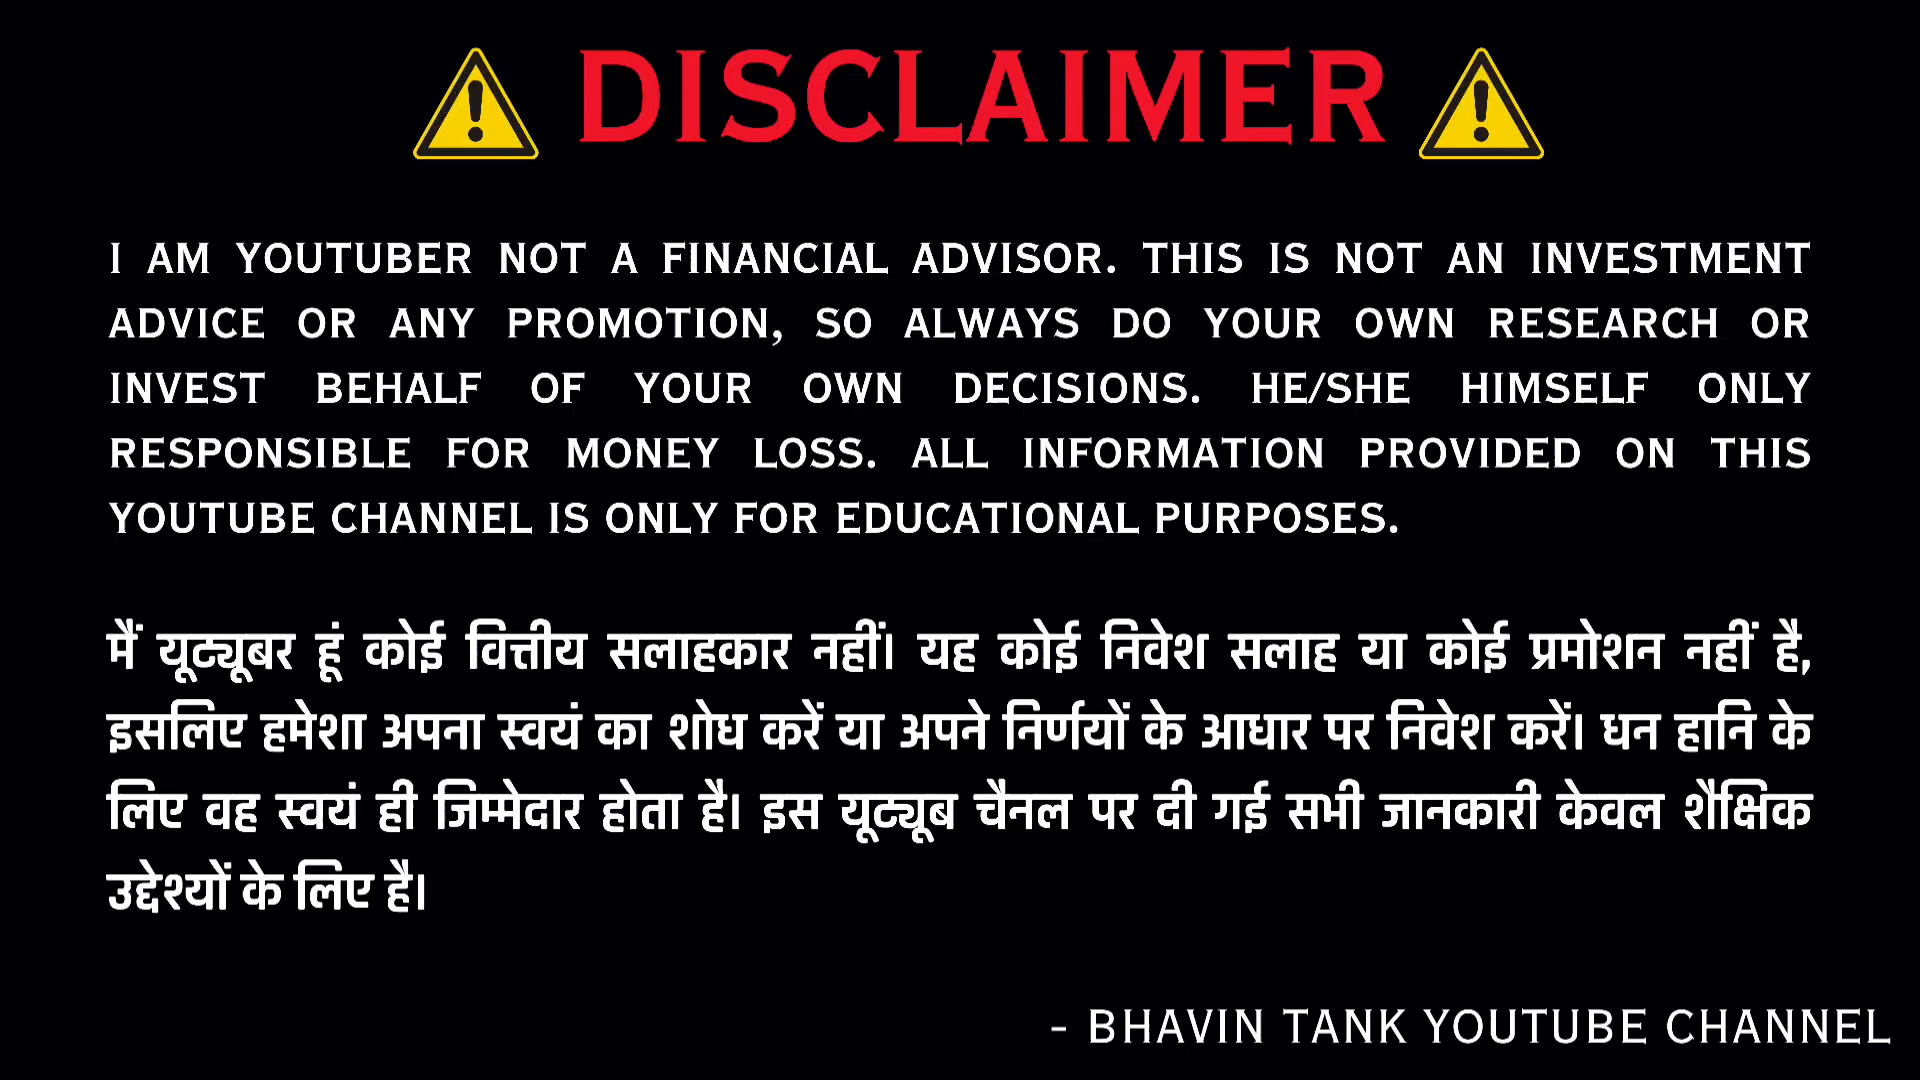 DISCLAIMER
I AM YOUTUBER NOT A FINANCIAL ADVISOR. THIS IS NOT AN INVESTMENT
ADVICE OR ANY PROMOTION, SO ALWAYS DO YOUR OWN RESEARCH OR
INVEST BEHALF OF YOUR OWN DECISIONS. HE/SHE HIMSELF ONLY
RESPONSIBLE FOR MONEY LOSS. ALL INFORMATION PROVIDED ON THIS
YOUTUBE CHANNEL IS ONLY FOR EDUCATIONAL PURPOSES.
मैं यूट्यूबर हूं कोई वित्तीय सलाहकार नहीं। यह कोई निवेश सलाह या कोई प्रमोशन नहीं है,
इसलिए हमेशा अपना स्वयं का शोध करें या अपने निर्णयों के आधार पर निवेश करें। धन हानि के
लिए वह स्वयं ही जिम्मेदार होता है। इस यूट्यूब चैनल पर दी गई सभी जानकारी केवल शैक्षिक
उद्देश्यों के लिए है।
- BHAVIN TANK YOUTUBE CHANNEL